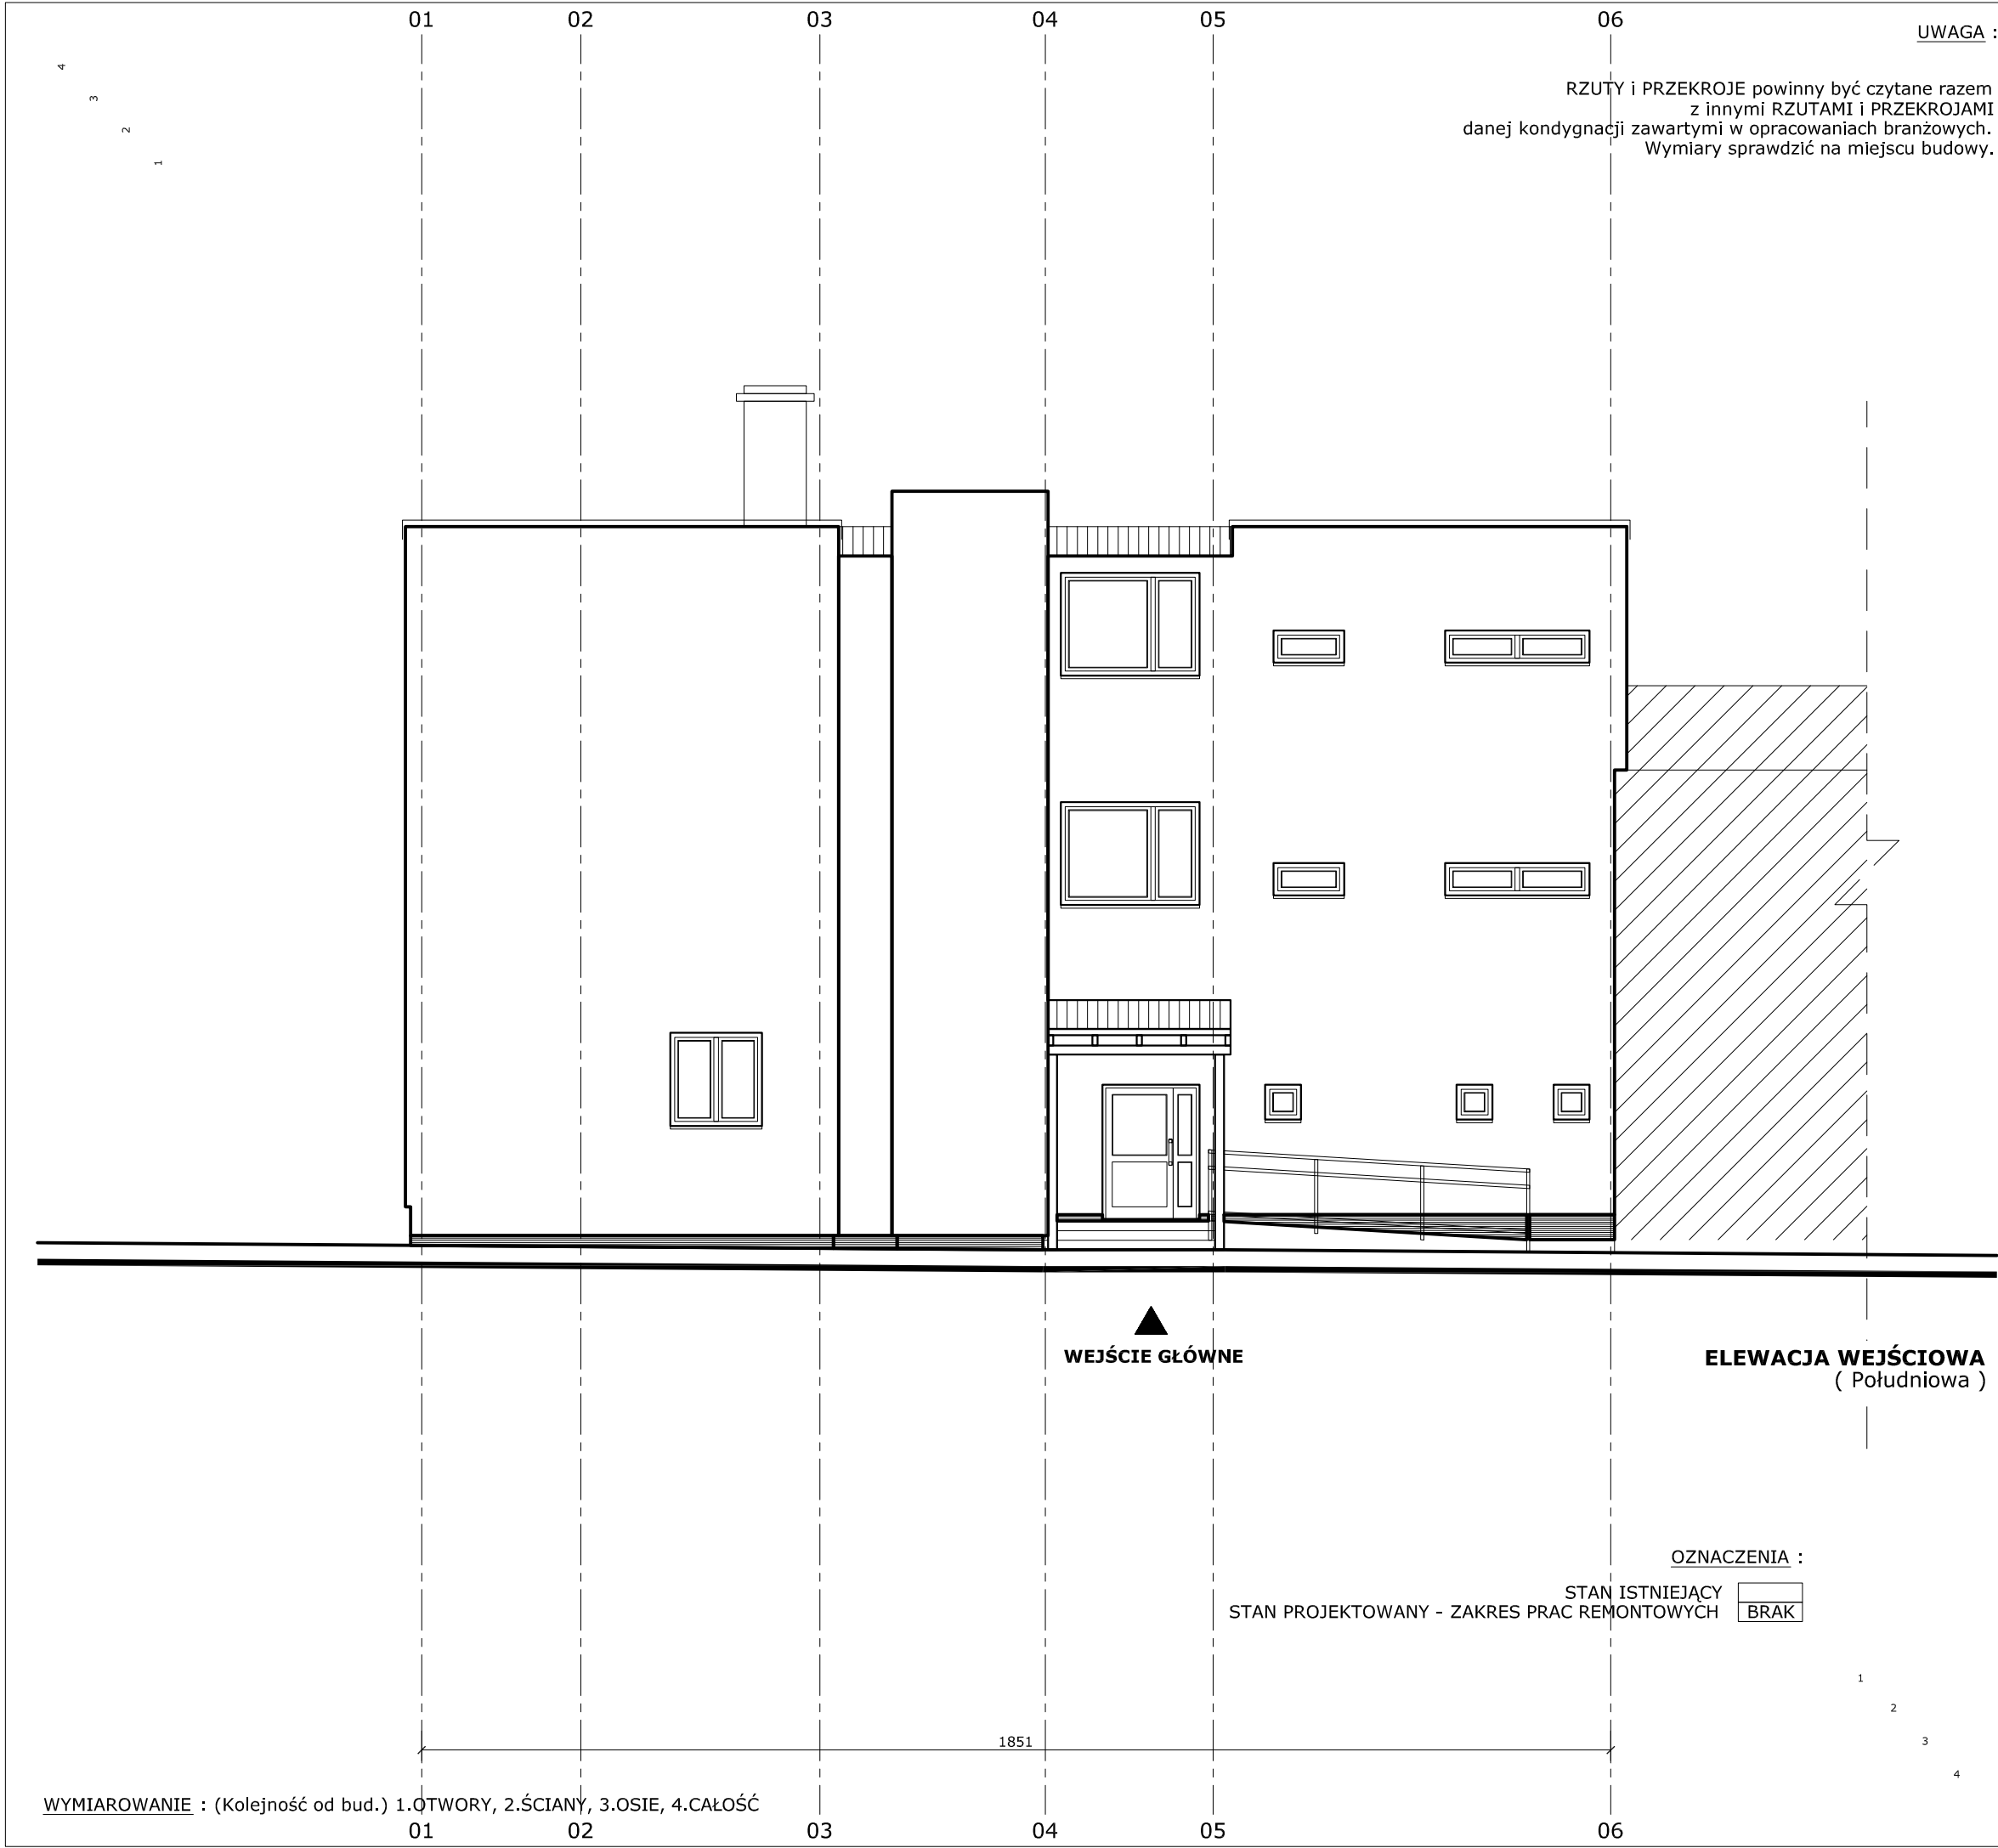 01 02 03 04 05 06
UWAGA :
4
3
2
1
RZUTY i PRZEKROJE powinny być czytane razem
z innymi RZUTAMI i PRZEKROJAMI
danej kondygnacji zawartymi w opracowaniach branżowych.
Wymiary sprawdzić na miejscu budowy.
WEJŚCIE GŁÓWNE
ELEWACJA WEJŚCIOWA
( Południowa )
OZNACZENIA :
STAN ISTNIEJĄCY
STAN PROJEKTOWANY - ZAKRES PRAC REMONTOWYCH BRAK
1
2
3
4
1851
WYMIAROWANIE : (Kolejność od bud.) 1.OTWORY, 2.ŚCIANY, 3.OSIE, 4.CAŁOŚĆ
01 02 03 04 05 06